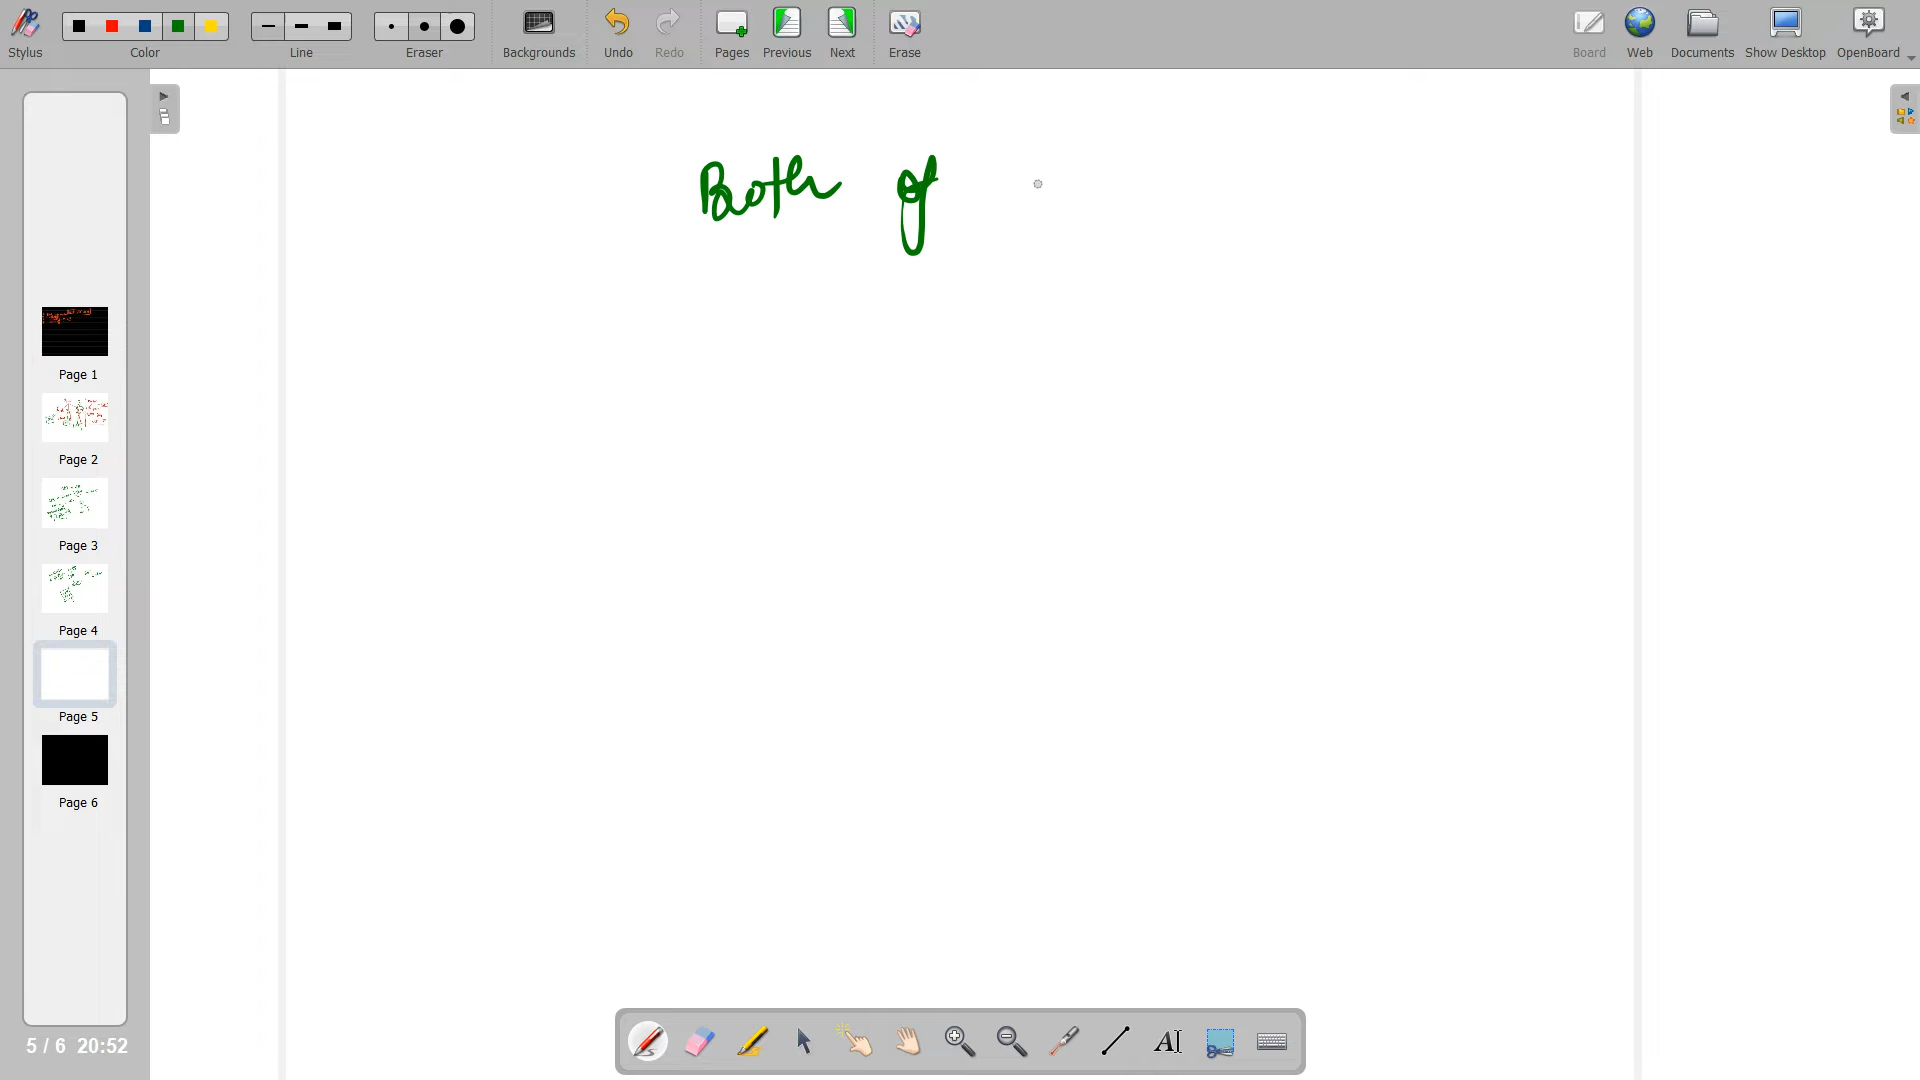 Stylus Color Line Eraser Backgrounds Undo Redo Pages Previous Next Erase Board Web Documents Show Desktop OpenBoard
Both of
Page 1
Page 2
Page 3
Page 4
Page 5
Page 6
5 / 6 20:52
AI